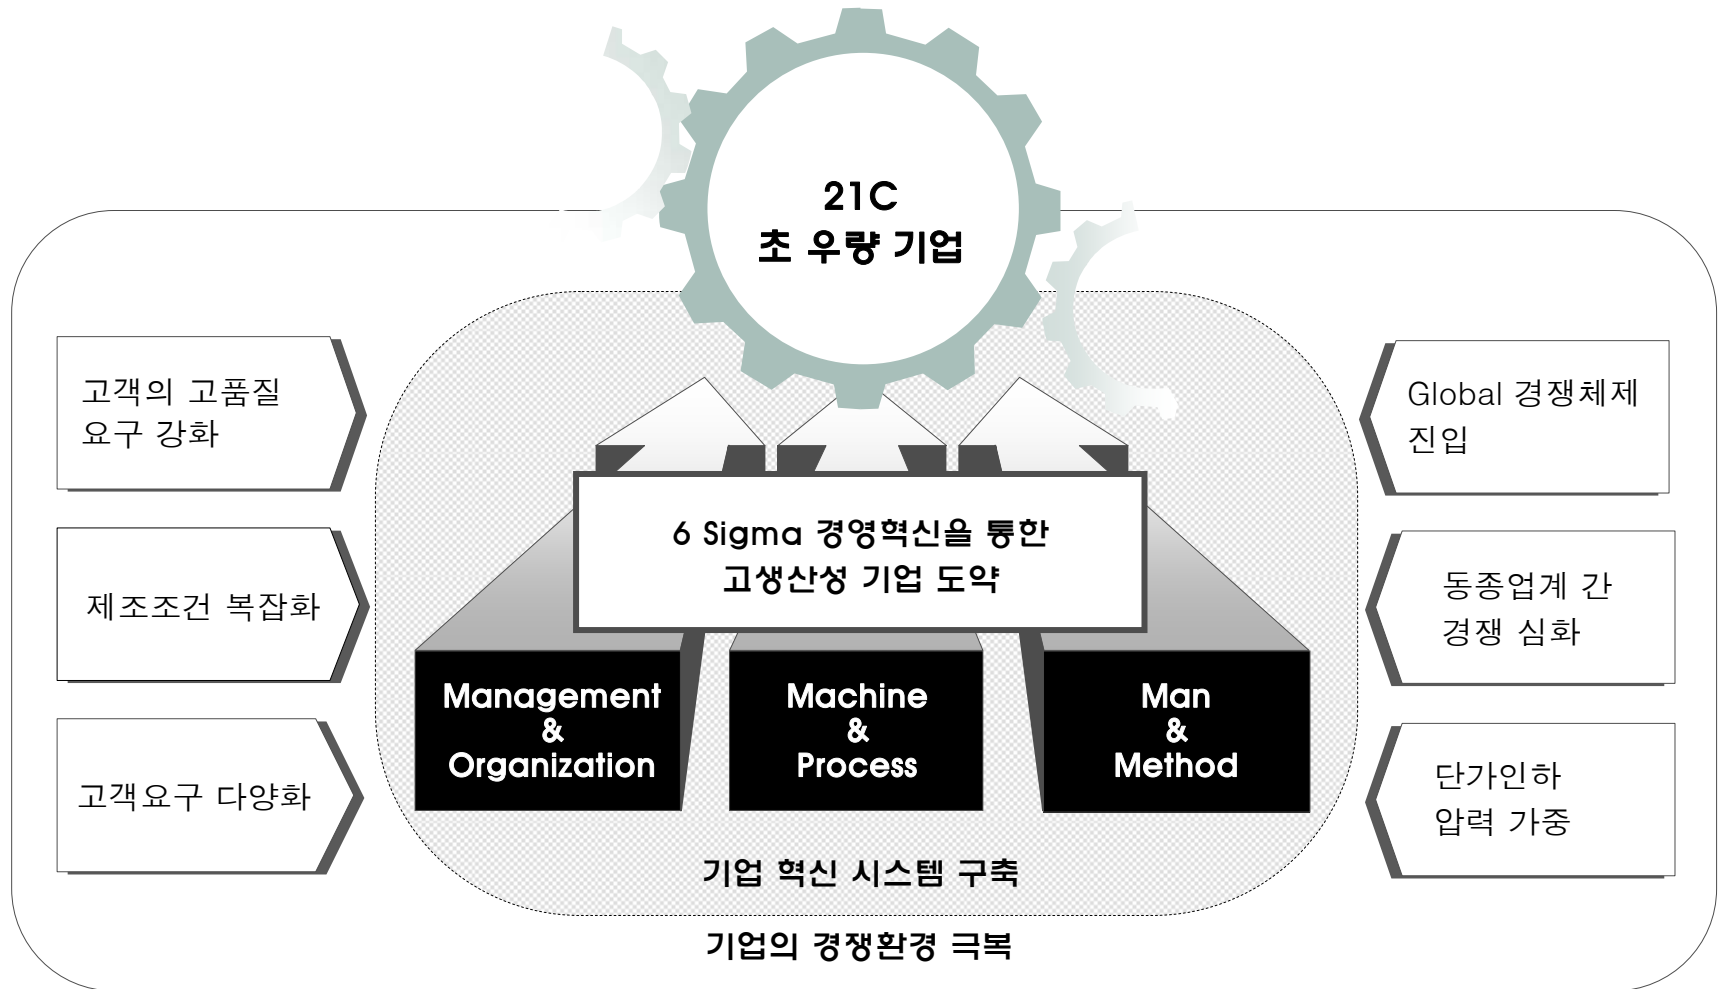 21C
초 우량 기업
고객의 고품질
요구 강화
제조조건 복잡화
고객요구 다양화
Global 경쟁체제
진입
동종업계 간
경쟁 심화
단가인하
압력 가중
6 Sigma 경영혁신을 통한
고생산성 기업 도약
Management
&
Organization
Machine
&
Process
Man
&
Method
기업 혁신 시스템 구축
기업의 경쟁환경 극복